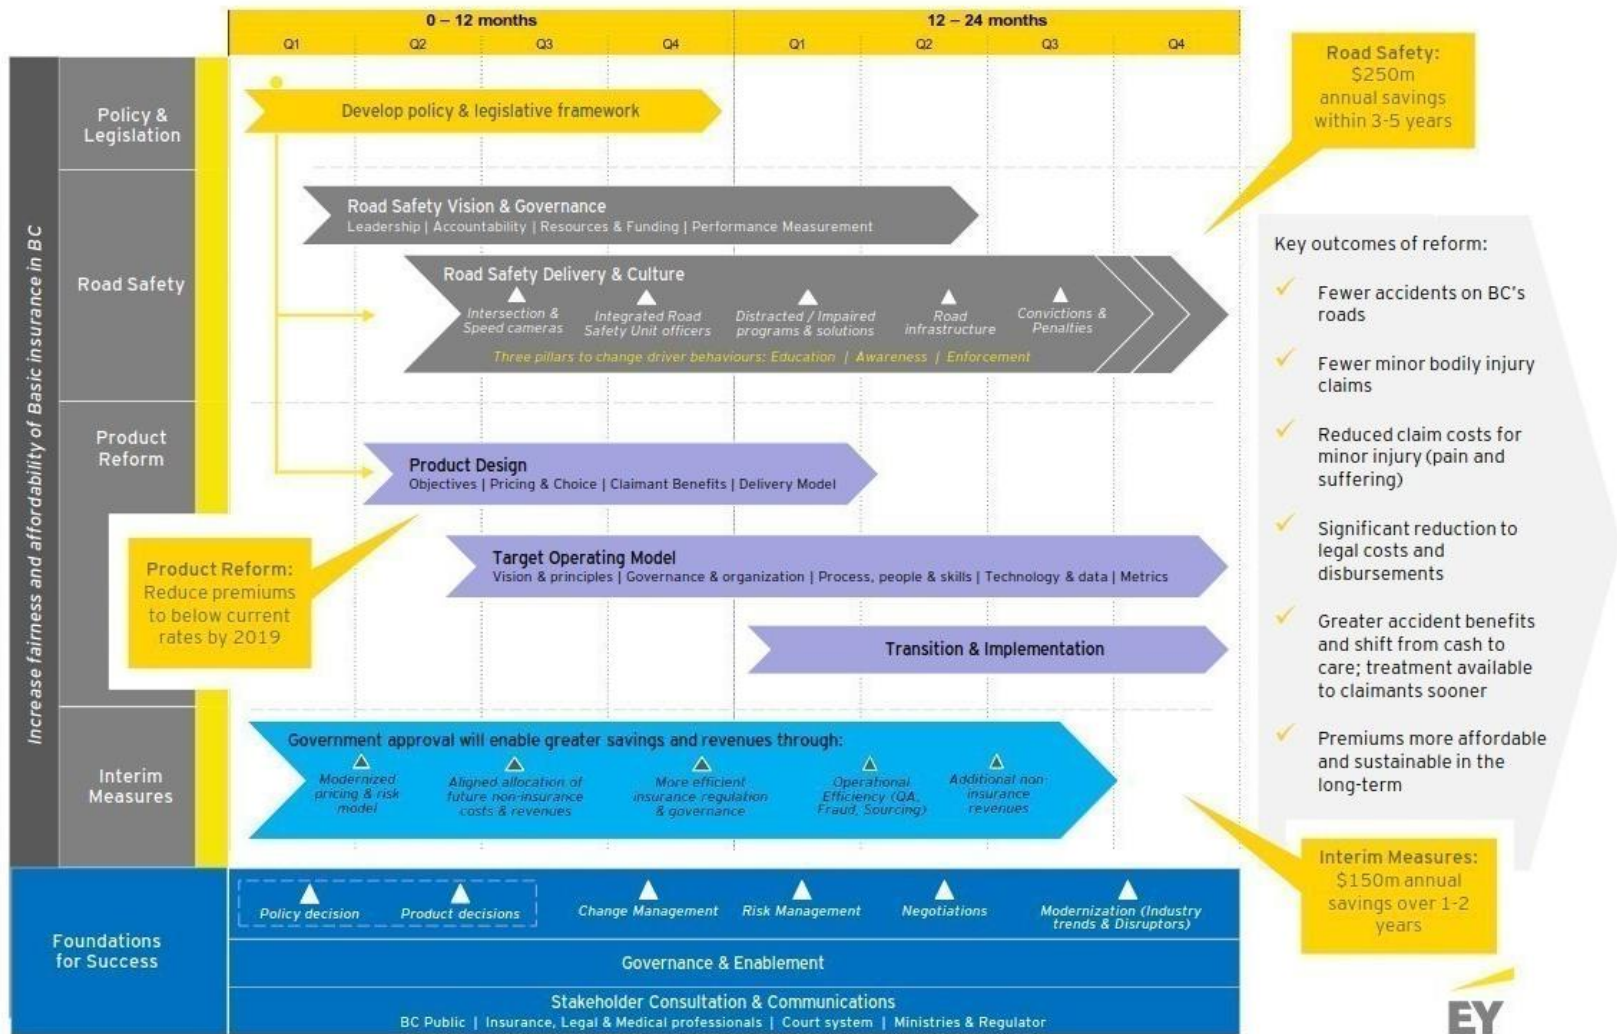 0 – 12 months
12 – 24 months
Q1
Q2
Q3
Q4
Q1
Q2
Q3
Q4
Increase fairness and affordability of Basic insurance in BC
Policy &
Legislation
Develop policy & legislative framework
Road Safety:
$250m
annual savings
within 3-5 years
Road Safety
Road Safety Vision & Governance
Leadership | Accountability | Resources & Funding | Performance Measurement
Road Safety Delivery & Culture
Intersection &
Speed cameras
Integrated Road
Safety Unit officers
Distracted / Impaired
programs & solutions
Road
infrastructure
Convictions &
Penalties
Three pillars to change driver behaviours: Education | Awareness | Enforcement
Product
Reform
Product Design
Objectives | Pricing & Choice | Claimant Benefits | Delivery Model
Target Operating Model
Vision & principles | Governance & organization | Process, people & skills | Technology & data | Metrics
Product Reform:
Reduce premiums
to below current
rates by 2019
Transition & Implementation
Interim
Measures
Government approval will enable greater savings and revenues through:
Modernized
pricing & risk
model
Aligned allocation of
future non-insurance
costs & revenues
More efficient
insurance regulation
& governance
Operational
Efficiency (QA,
Fraud, Sourcing)
Additional non-
insurance
revenues
Key outcomes of reform:
Fewer accidents on BC's
roads
Fewer minor bodily injury
claims
Reduced claim costs for
minor injury (pain and
suffering)
Significant reduction to
legal costs and
disbursements
Greater accident benefits
and shift from cash to
care; treatment available
to claimants sooner
Premiums more affordable
and sustainable in the
long-term
Interim Measures:
$150m annual
savings over 1-2
years
Foundations
for Success
Policy decision
Product decisions
Change Management
Risk Management
Negotiations
Modernization (Industry
trends & Disruptors)
Governance & Enablement
Stakeholder Consultation & Communications
BC Public | Insurance, Legal & Medical professionals | Court system | Ministries & Regulator
EY